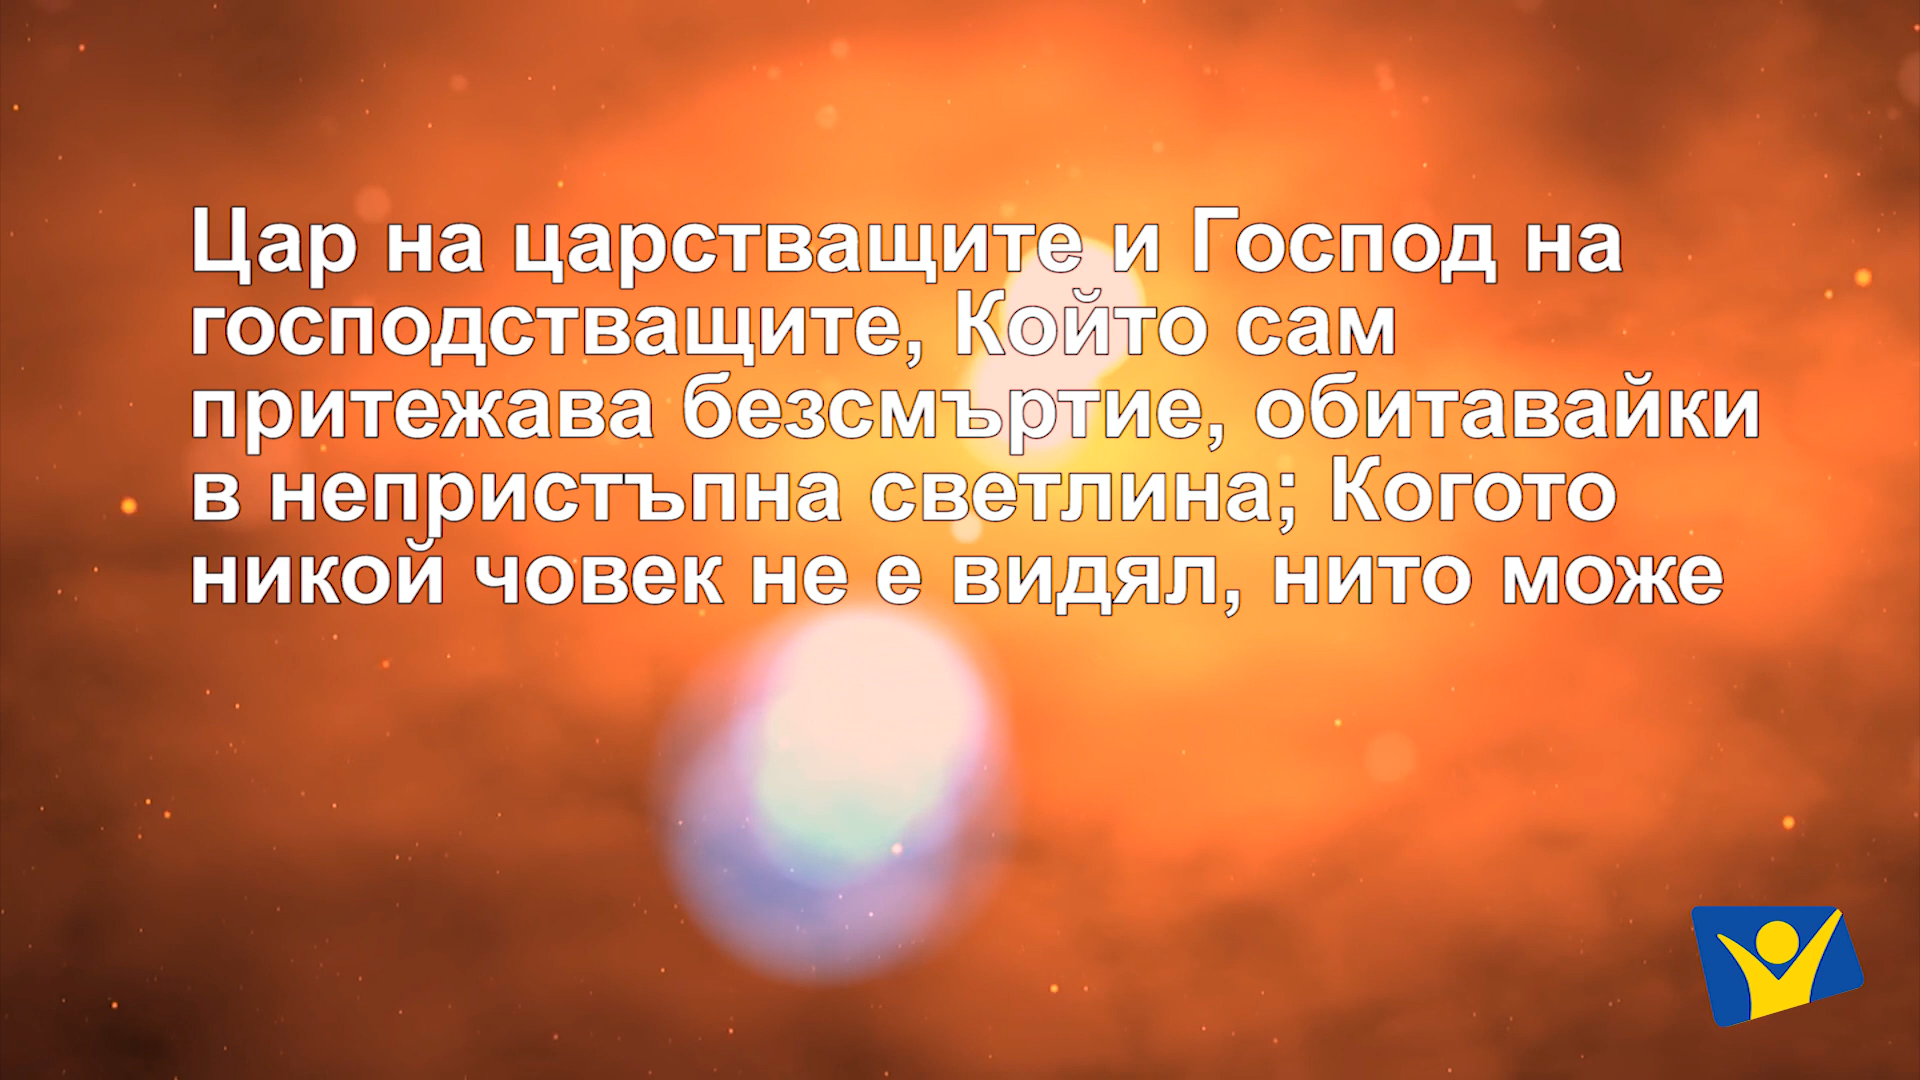 Цар на царстващите и Господ на
господстващите, Който сам
притежава безсмъртие, обитавайки
в непристъпна светлина; Когото
никой човек не е видял, нито може